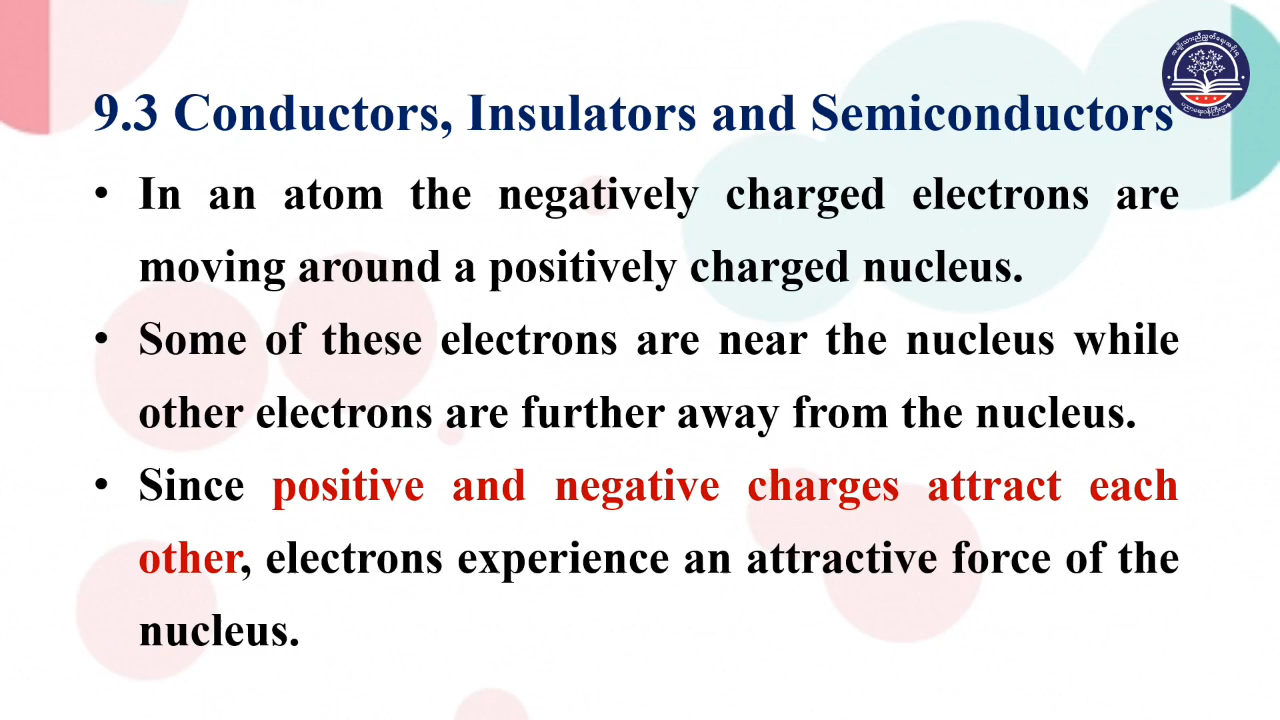 9.3 Conductors, Insulators and Semiconductors
• In an atom the negatively charged electrons are
moving around a positively charged nucleus.
• Some of these electrons are near the nucleus while
other electrons are further away from the nucleus.
• Since positive and negative charges attract each
other, electrons experience an attractive force of the
nucleus.